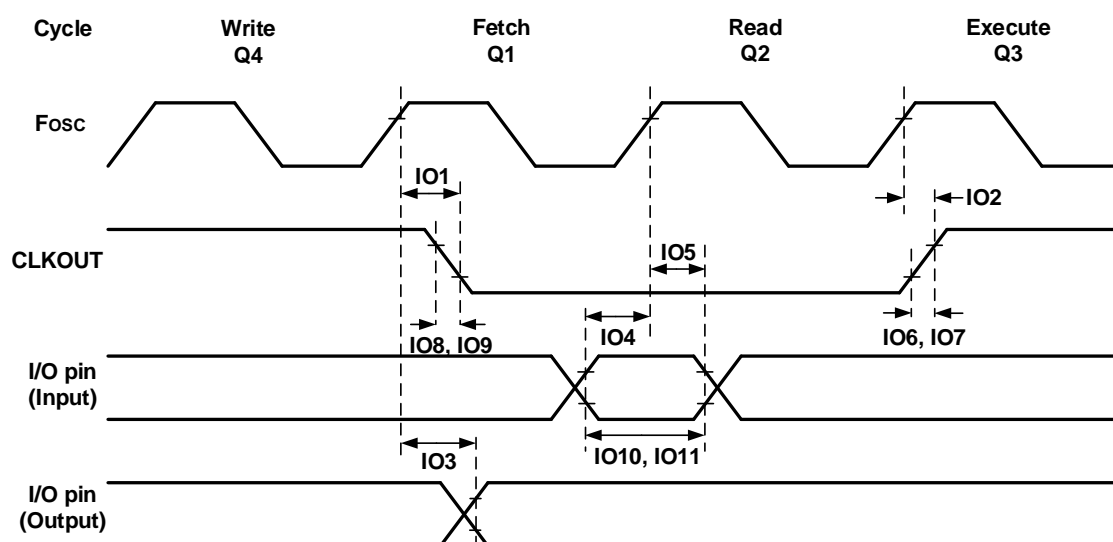 Cycle Write Fetch Read Execute
Q4 Q1 Q2 Q3
Fosc
IO1
IO2
CLKOUT
IO5
IO4
IO8, IO9
IO6, IO7
I/O pin
(Input)
IO10, IO11
IO3
I/O pin
(Output)